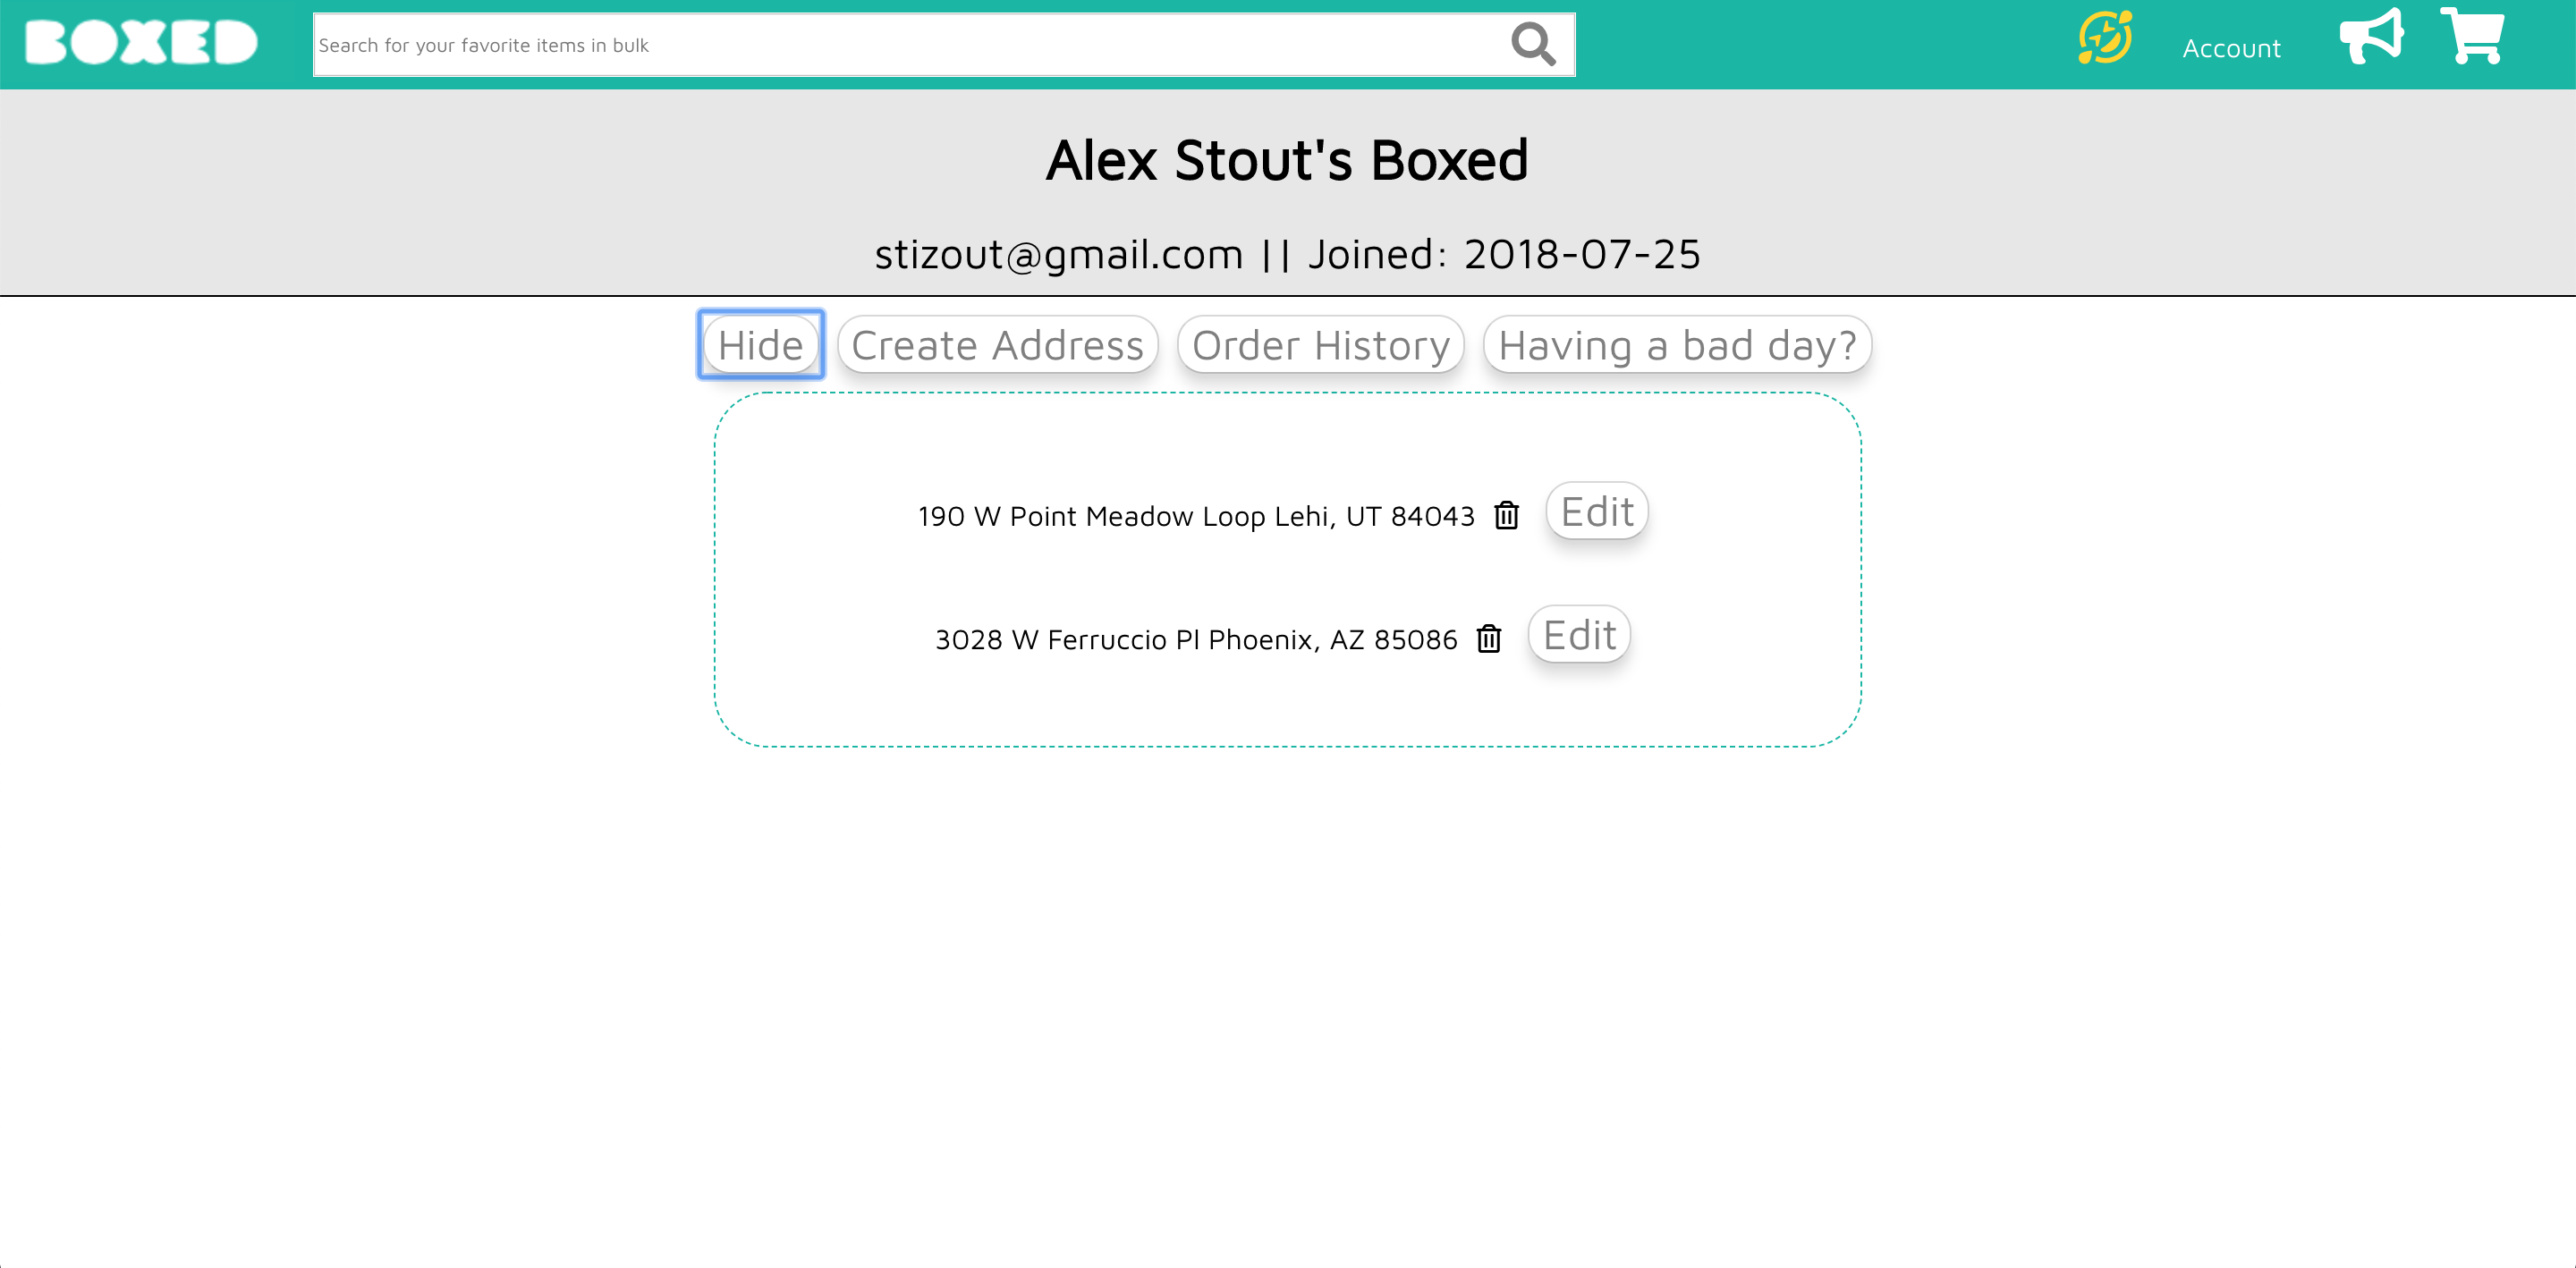 BOXED
Search for your favorite items in bulk
Account
Alex Stout's Boxed
stizout@gmail.com || Joined: 2018-07-25
Hide
Create Address
Order History
Having a bad day?
190 W Point Meadow Loop Lehi, UT 84043
Edit
3028 W Ferruccio Pl Phoenix, AZ 85086
Edit